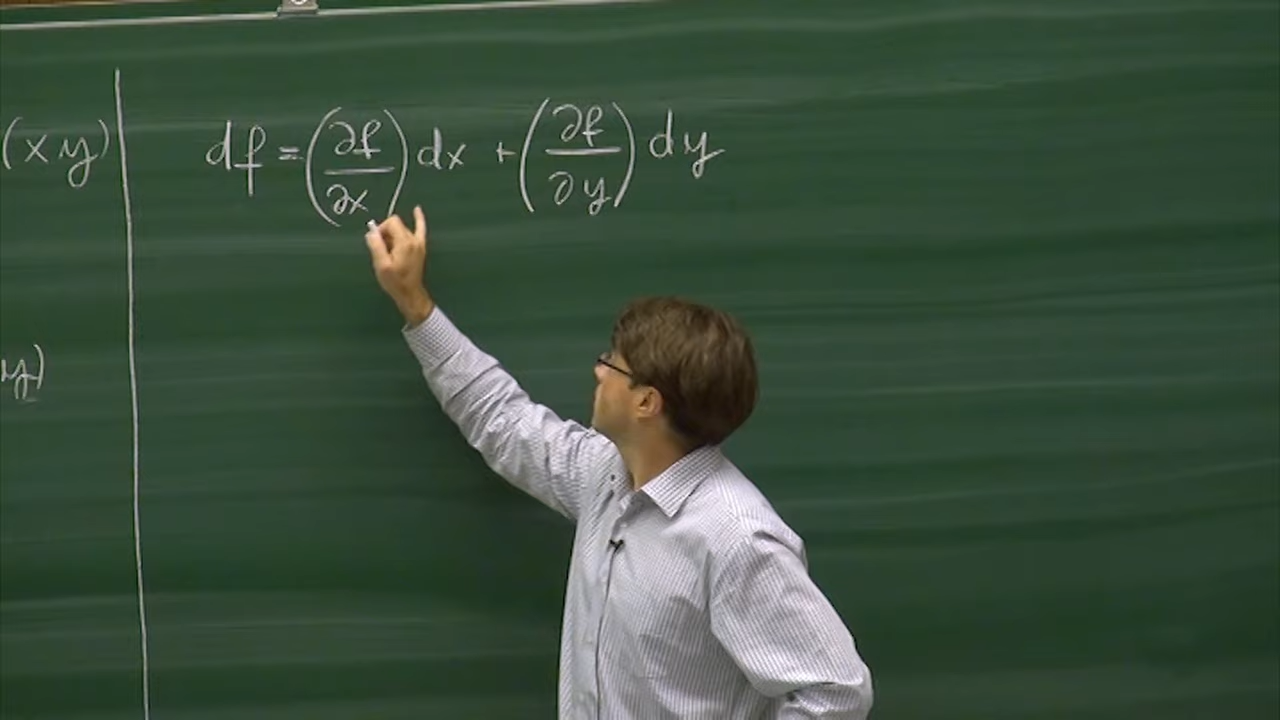 (x y)
df = (∂f/∂x) dx + (∂f/∂y) dy
y)